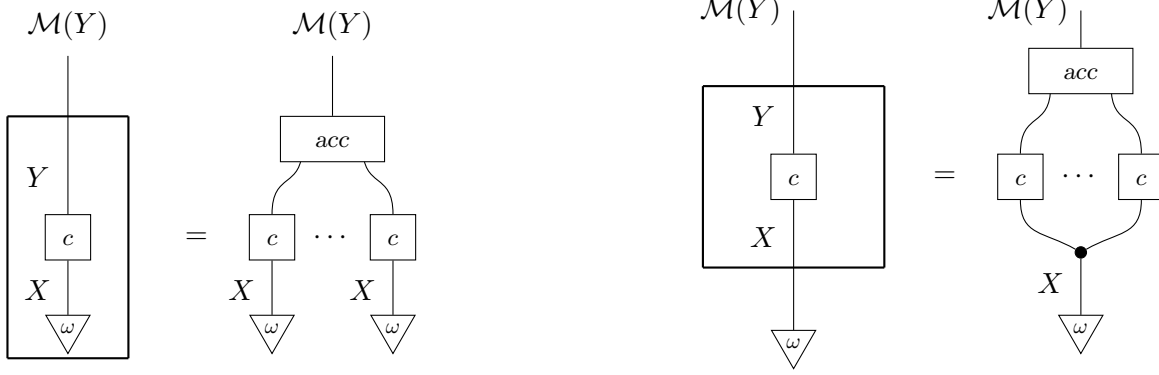 𝓜(Y) 𝓜(Y) 𝓜(Y) 𝓜(Y)
acc
Y Y
acc
Y c = c ⋯ c
c = c ⋯ c X
X X X X
ω ω ω ω ω